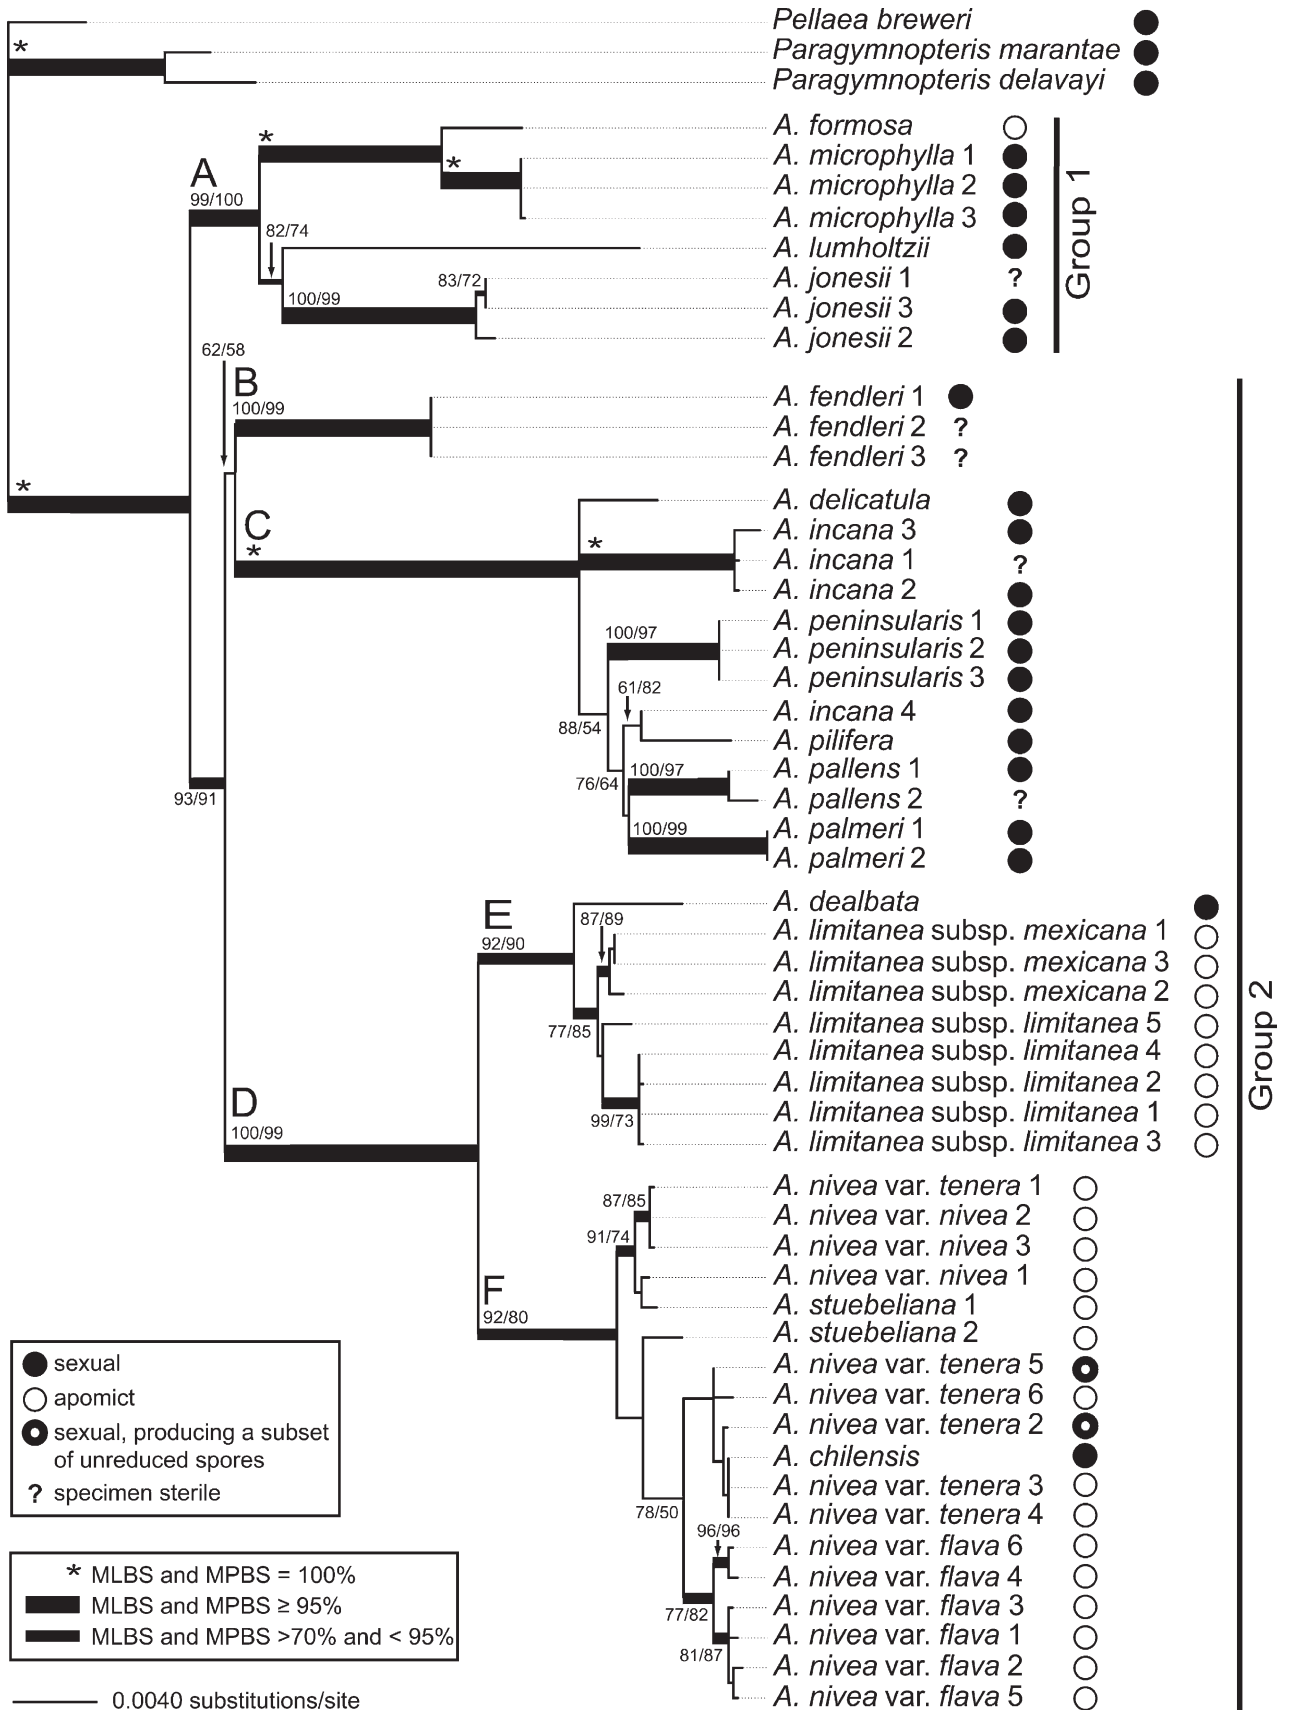 Pellaea breweri
*
Paragymnopteris marantae
Paragymnopteris delavayi
A. formosa
*
A. microphylla 1
*
A
A. microphylla 2
99/100
A. microphylla 3
82/74
A. lumholtzii
A. jonesii 1 ?
83/72
100/99
A. jonesii 3
A. jonesii 2
Group 1
62/58
B
100/99
A. fendleri 1
A. fendleri 2 ?
A. fendleri 3 ?
*
A. delicatula
C
*
A. incana 3
*
A. incana 1 ?
A. incana 2
A. peninsularis 1
100/97
A. peninsularis 2
A. peninsularis 3
61/82
A. incana 4
88/54
A. pilifera
100/97
A. pallens 1
76/64
A. pallens 2 ?
93/91
100/99
A. palmeri 1
A. palmeri 2
A. dealbata
E
87/89
92/90
A. limitanea subsp. mexicana 1
A. limitanea subsp. mexicana 3
A. limitanea subsp. mexicana 2
77/85
A. limitanea subsp. limitanea 5
A. limitanea subsp. limitanea 4
A. limitanea subsp. limitanea 2
D
100/99
99/73
A. limitanea subsp. limitanea 1
A. limitanea subsp. limitanea 3
Group 2
A. nivea var. tenera 1
87/85
A. nivea var. nivea 2
91/74
A. nivea var. nivea 3
A. nivea var. nivea 1
F
92/80
A. stuebeliana 1
A. stuebeliana 2
A. nivea var. tenera 5
A. nivea var. tenera 6
A. nivea var. tenera 2
A. chilensis
A. nivea var. tenera 3
78/50
A. nivea var. tenera 4
96/96
A. nivea var. flava 6
A. nivea var. flava 4
77/82
A. nivea var. flava 3
A. nivea var. flava 1
81/87
A. nivea var. flava 2
A. nivea var. flava 5
sexual
apomict
sexual, producing a subset
of unreduced spores
? specimen sterile
* MLBS and MPBS = 100%
MLBS and MPBS ≥ 95%
MLBS and MPBS >70% and < 95%
0.0040 substitutions/site